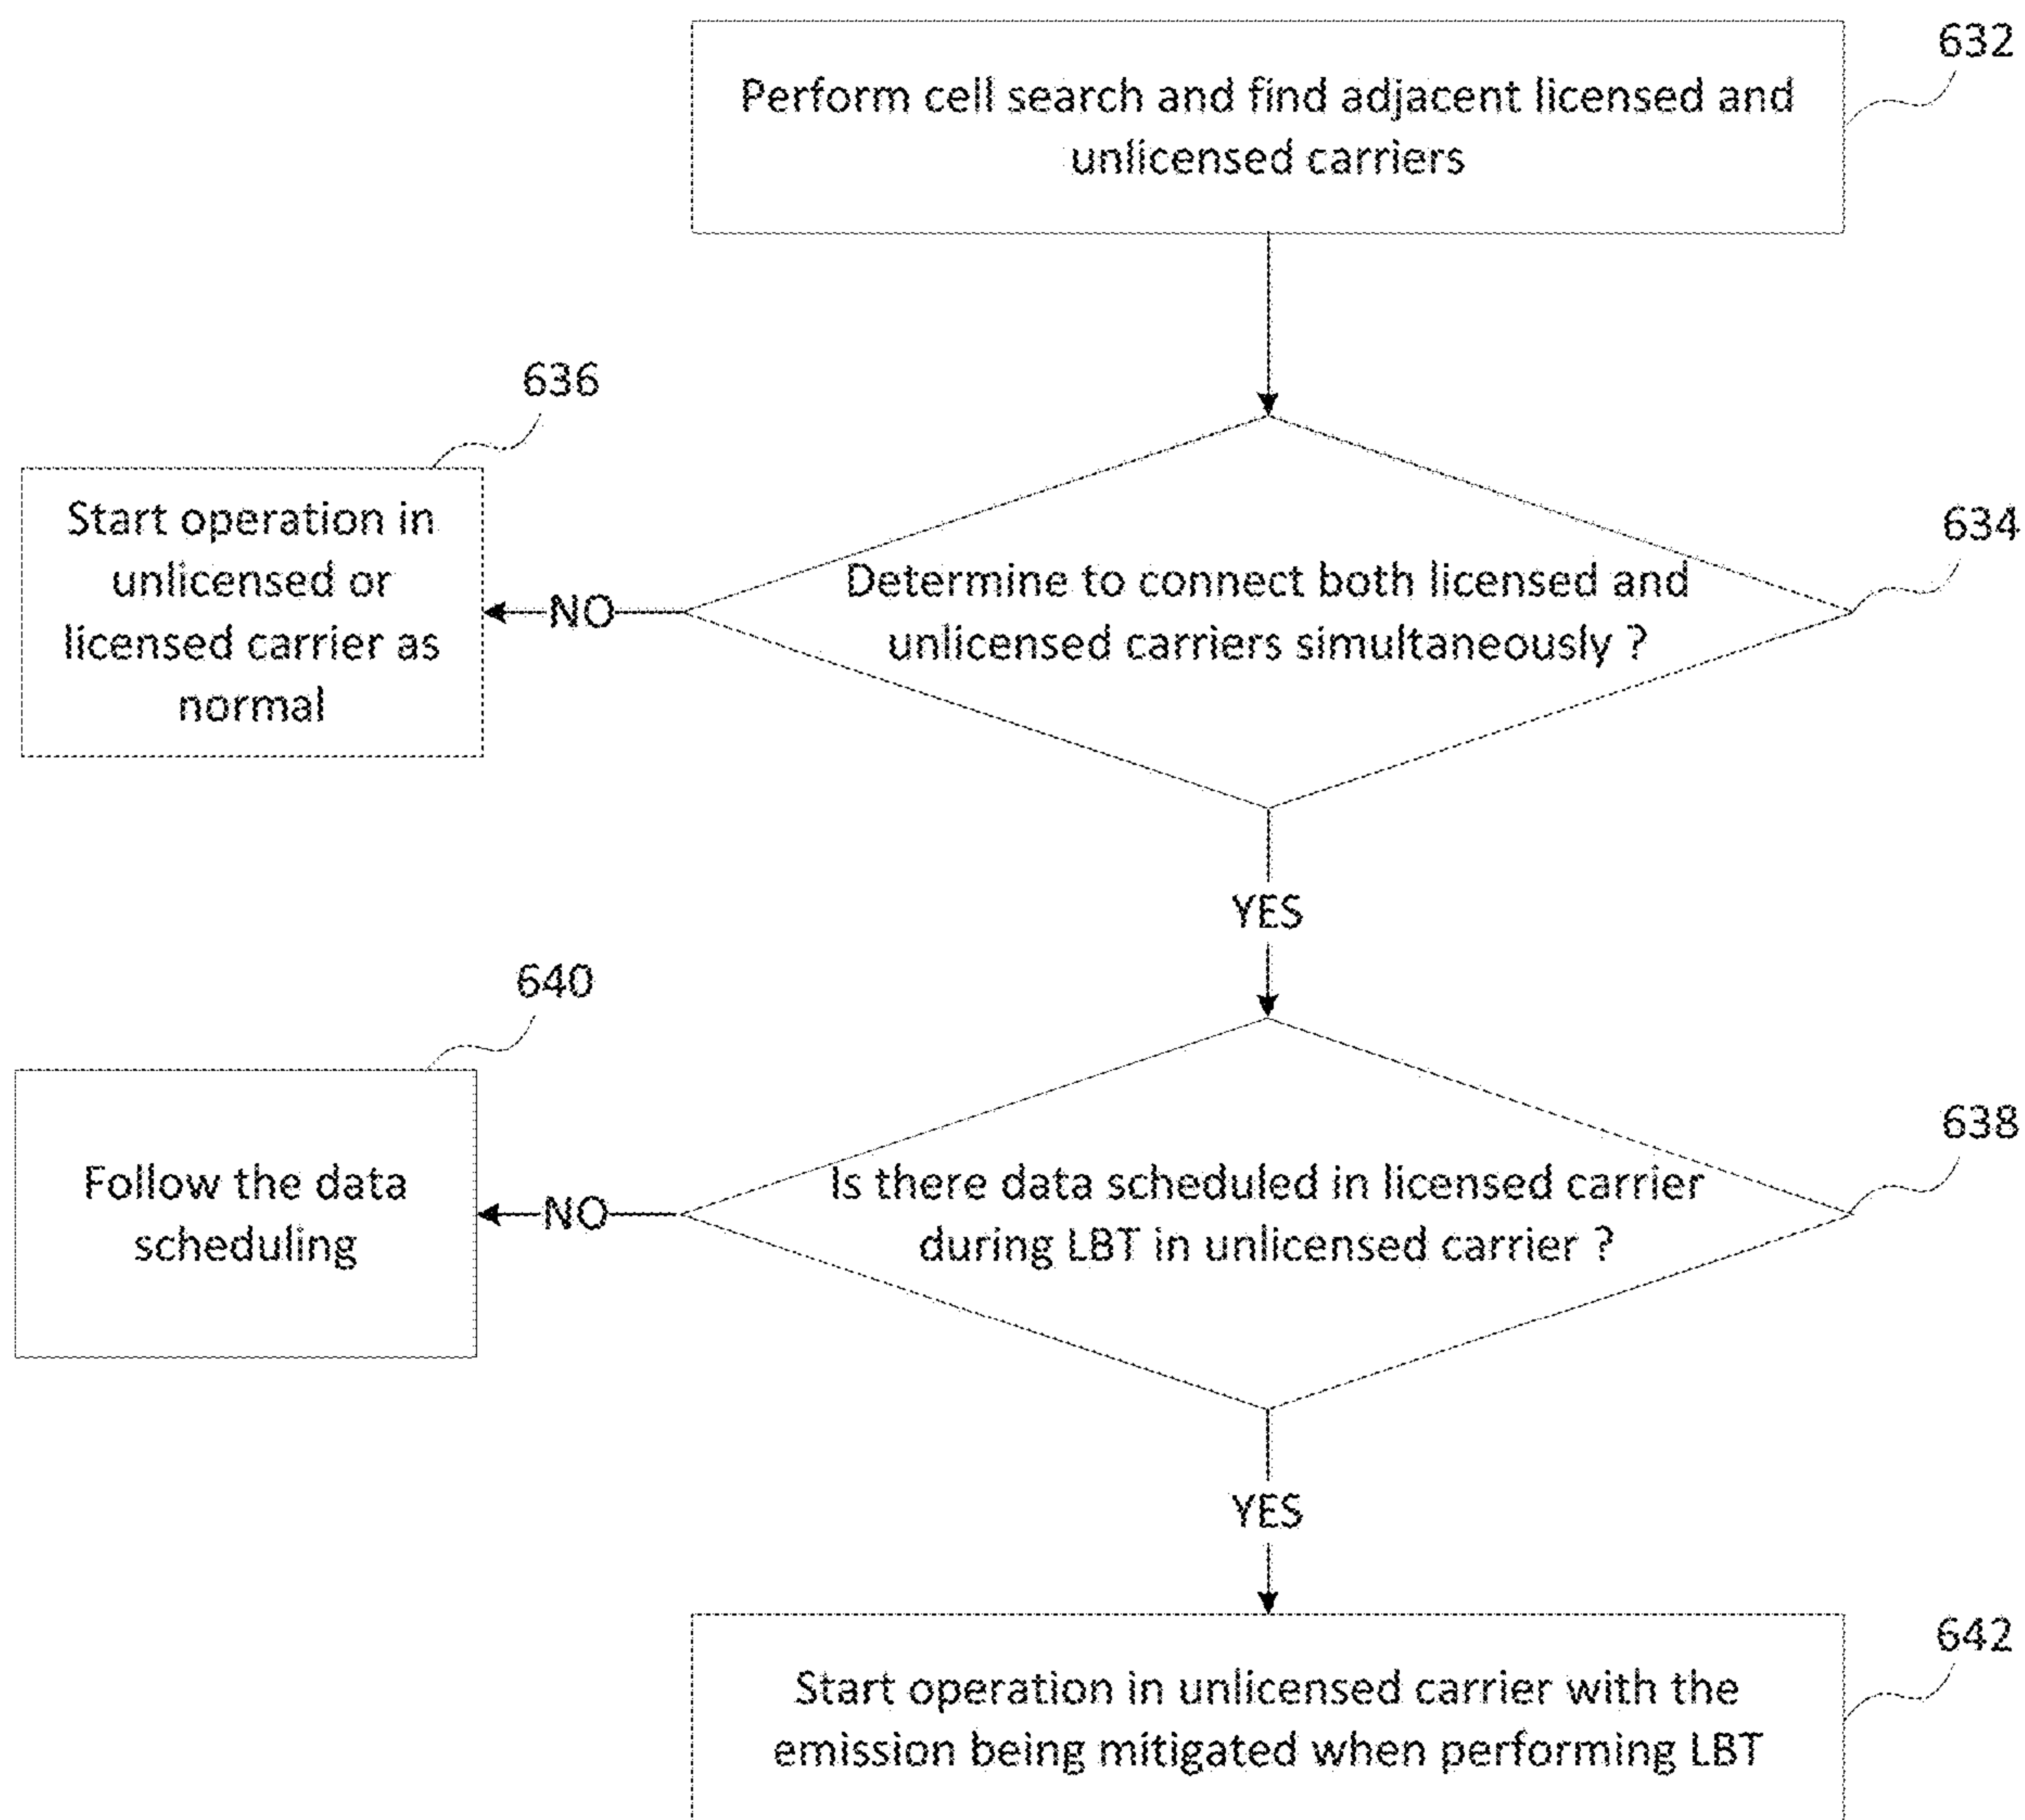 632
Perform cell search and find adjacent licensed and
unlicensed carriers
636
Start operation in
unlicensed or
licensed carrier as
normal
NO
634
Determine to connect both licensed and
unlicensed carriers simultaneously ?
YES
640
Follow the data
scheduling
NO
638
Is there data scheduled in licensed carrier
during LBT in unlicensed carrier ?
YES
642
Start operation in unlicensed carrier with the
emission being mitigated when performing LBT